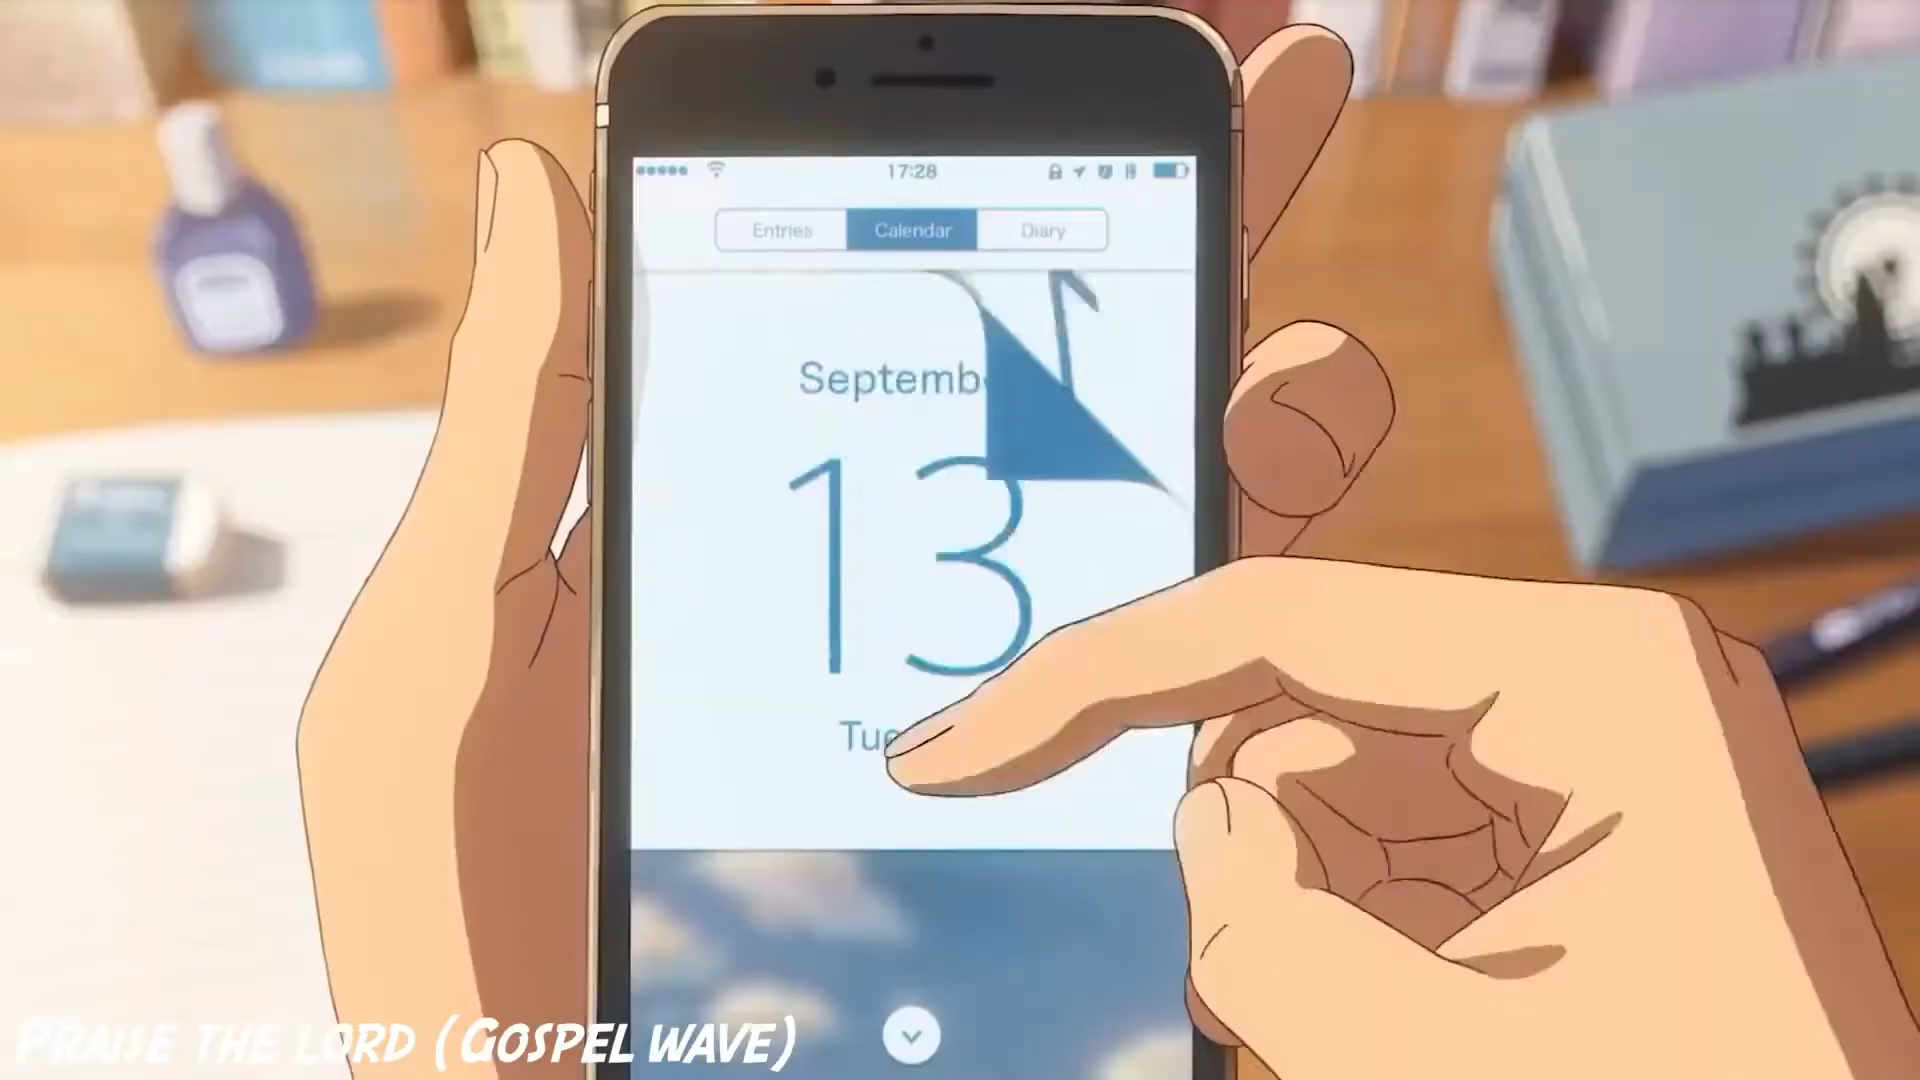 17:28
Entries Calendar Diary
Septemb
13
Tue
PRAISE THE LORD (GOSPEL WAVE)